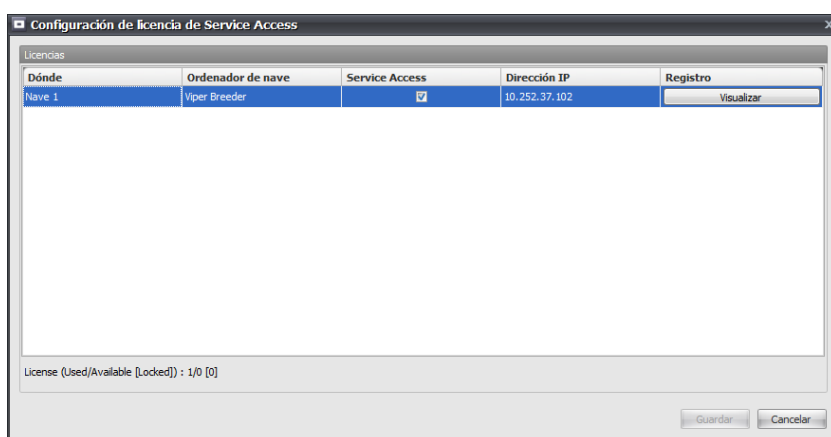 Configuración de licencia de Service Access
Licencias
Dónde Ordenador de nave Service Access Dirección IP Registro
Nave 1 Viper Breeder 10.252.37.102 Visualizar
License (Used/Available [Locked]) : 1/0 [0]
Guardar Cancelar